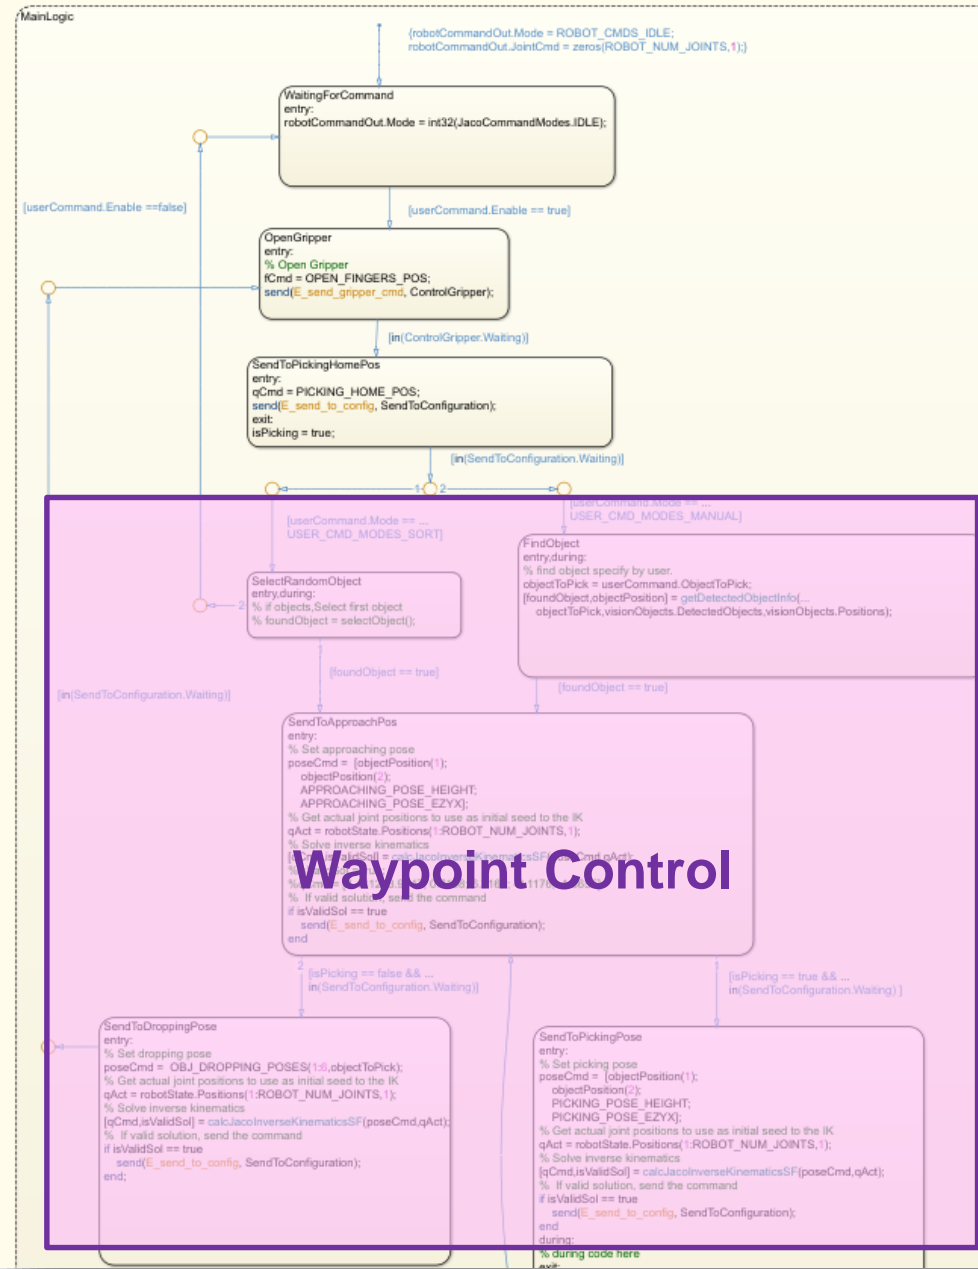 MainLogic
{robotCommandOut.Mode = ROBOT_CMDS_IDLE;
robotCommandOut.JointCmd = zeros(ROBOT_NUM_JOINTS,1);}
WaitingForCommand
entry:
robotCommandOut.Mode = int32(JacoCommandModes.IDLE);
[userCommand.Enable ==false]
[userCommand.Enable == true]
OpenGripper
entry:
% Open Gripper
fCmd = OPEN_FINGERS_POS;
send(E_send_gripper_cmd, ControlGripper);
[in(ControlGripper.Waiting)]
SendToPickingHomePos
entry:
qCmd = PICKING_HOME_POS;
send(E_send_to_config, SendToConfiguration);
exit:
isPicking = true;
[in(SendToConfiguration.Waiting)]
1 2
[userCommand.Mode == ...
USER_CMD_MODES_SORT]
[userCommand.Mode == ...
USER_CMD_MODES_MANUAL]
SelectRandomObject
entry,during:
% if objects,Select first object
% foundObject = selectObject();
2
1
[foundObject == true]
FindObject
entry,during:
% find object specify by user.
objectToPick = userCommand.ObjectToPick;
[foundObject,objectPosition] = getDetectedObjectInfo(...
objectToPick,visionObjects.DetectedObjects,visionObjects.Positions);
[foundObject == true]
[in(SendToConfiguration.Waiting)]
SendToApproachPos
entry:
% Set approaching pose
poseCmd = [objectPosition(1);
objectPosition(2);
APPROACHING_POSE_HEIGHT;
APPROACHING_POSE_EZYX];
% Get actual joint positions to use as initial seed to the IK
qAct = robotState.Positions(1:ROBOT_NUM_JOINTS,1);
% Solve inverse kinematics
[qCmd,isValidSol] = calcJacoInverseKinematicsSF(poseCmd,qAct);
Waypoint Control
% If valid solution, send the command
if isValidSol == true
send(E_send_to_config, SendToConfiguration);
end
2
[isPicking == false && ...
in(SendToConfiguration.Waiting)]
1
[isPicking == true && ...
in(SendToConfiguration.Waiting) ]
SendToDroppingPose
entry:
% Set dropping pose
poseCmd = OBJ_DROPPING_POSES(1:6,objectToPick);
% Get actual joint positions to use as initial seed to the IK
qAct = robotState.Positions(1:ROBOT_NUM_JOINTS,1);
% Solve inverse kinematics
[qCmd,isValidSol] = calcJacoInverseKinematicsSF(poseCmd,qAct);
% If valid solution, send the command
if isValidSol == true
send(E_send_to_config, SendToConfiguration);
end;
SendToPickingPose
entry:
% Set picking pose
poseCmd = [objectPosition(1);
objectPosition(2);
PICKING_POSE_HEIGHT;
PICKING_POSE_EZYX];
% Get actual joint positions to use as initial seed to the IK
qAct = robotState.Positions(1:ROBOT_NUM_JOINTS,1);
% Solve inverse kinematics
[qCmd,isValidSol] = calcJacoInverseKinematicsSF(poseCmd,qAct);
% If valid solution, send the command
if isValidSol == true
send(E_send_to_config, SendToConfiguration);
end
during:
% during code here
exit: